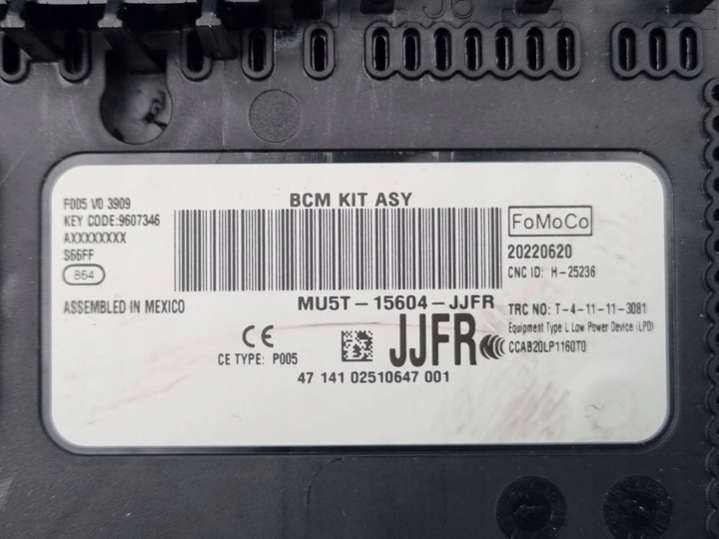 J6
BCM KIT ASY
F005 V0 3909
KEY CODE:9607346
AXXXXXXXX
S66FF
864
ASSEMBLED IN MEXICO
FoMoCo
20220620
CNC ID: H-25236
MU5T-15604-JJFR
TRC NO: T-4-11-11-3081
Equipment Type L Low Power Device (LPD)
CCAB20LP1160T0
CE
CE TYPE: P005
JJFR
47 141 02510647 001